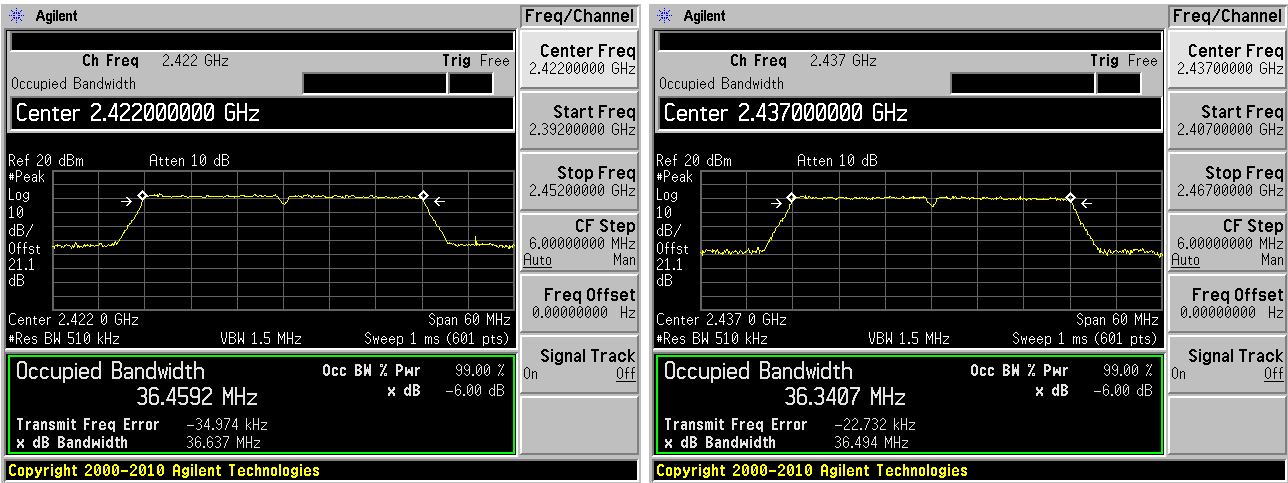 Agilent
Freq/Channel
Ch Freq 2.422 GHz Trig Free
Occupied Bandwidth
Center 2.422000000 GHz
Ref 20 dBm Atten 10 dB
#Peak
Log
10
dB/
Offst
21.1
dB
Center 2.422 0 GHz Span 60 MHz
#Res BW 510 kHz VBW 1.5 MHz Sweep 1 ms (601 pts)
Occupied Bandwidth Occ BW % Pwr 99.00 %
36.4592 MHz x dB -6.00 dB
Transmit Freq Error -34.974 kHz
x dB Bandwidth 36.637 MHz
Center Freq
2.42200000 GHz
Start Freq
2.39200000 GHz
Stop Freq
2.45200000 GHz
CF Step
6.00000000 MHz
Auto Man
Freq Offset
0.00000000 Hz
Signal Track
On Off
Copyright 2000-2010 Agilent Technologies
Agilent
Freq/Channel
Ch Freq 2.437 GHz Trig Free
Occupied Bandwidth
Center 2.437000000 GHz
Ref 20 dBm Atten 10 dB
#Peak
Log
10
dB/
Offst
21.1
dB
Center 2.437 0 GHz Span 60 MHz
#Res BW 510 kHz VBW 1.5 MHz Sweep 1 ms (601 pts)
Occupied Bandwidth Occ BW % Pwr 99.00 %
36.3407 MHz x dB -6.00 dB
Transmit Freq Error -22.732 kHz
x dB Bandwidth 36.494 MHz
Center Freq
2.43700000 GHz
Start Freq
2.40700000 GHz
Stop Freq
2.46700000 GHz
CF Step
6.00000000 MHz
Auto Man
Freq Offset
0.00000000 Hz
Signal Track
On Off
Copyright 2000-2010 Agilent Technologies